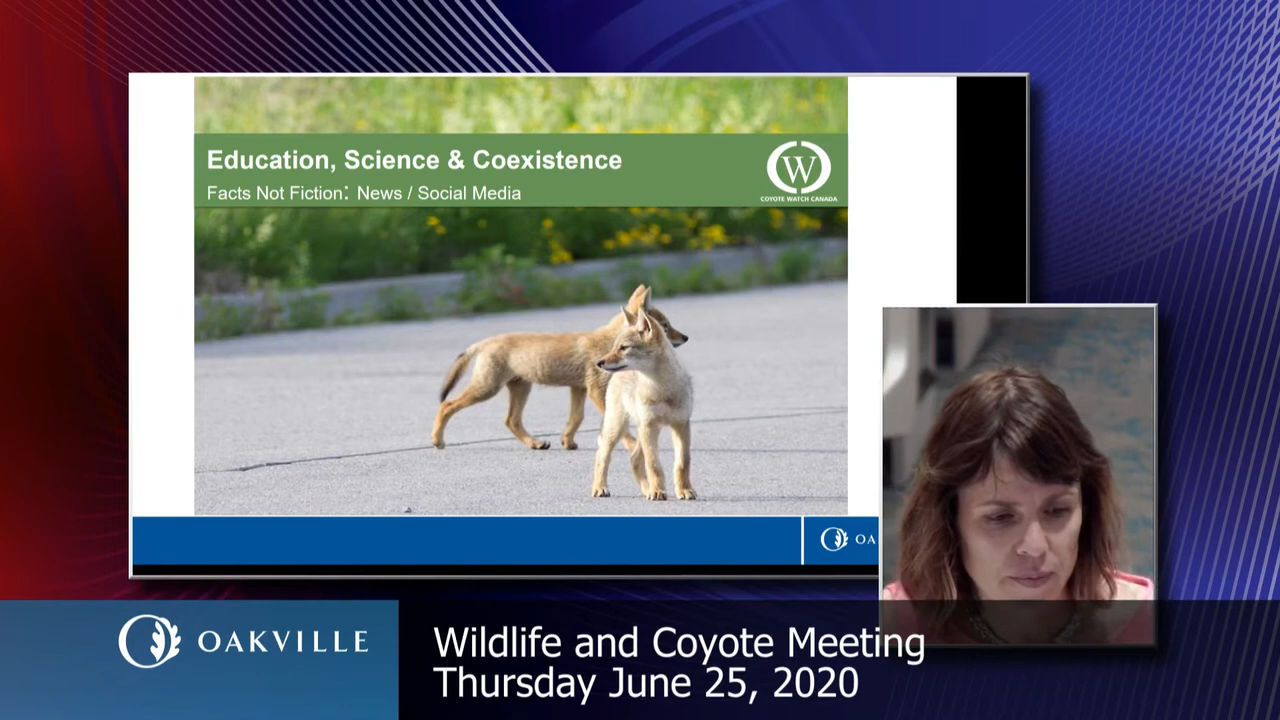 Education, Science & Coexistence
Facts Not Fiction: News / Social Media
W
COYOTE WATCH CANADA
OA
OAKVILLE
Wildlife and Coyote Meeting
Thursday June 25, 2020